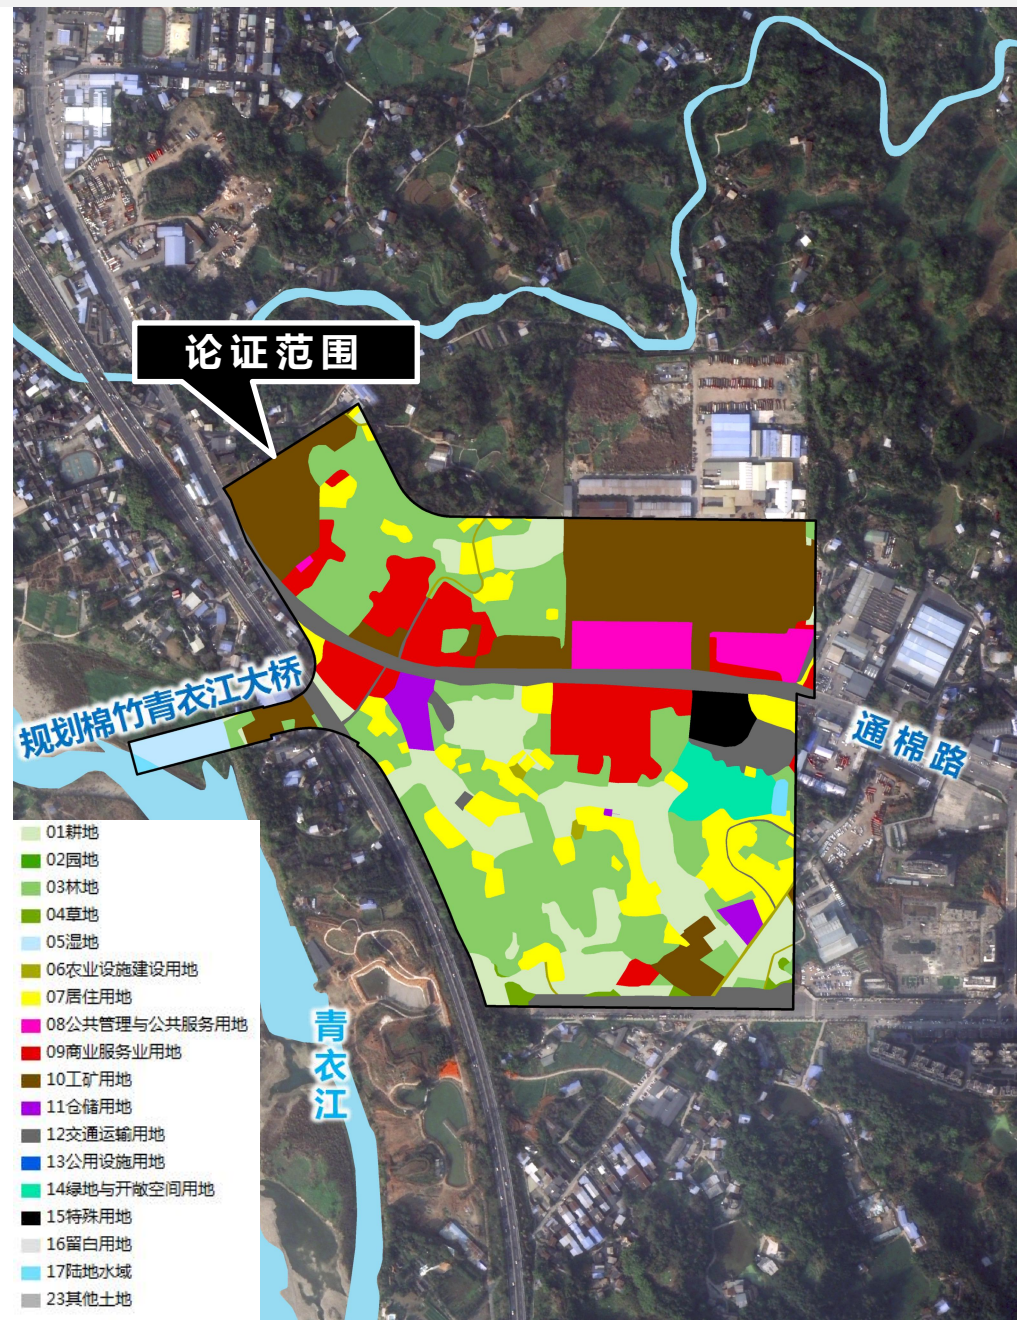 论证范围
规划棉竹青衣江大桥
通棉路
01耕地
02园地
03林地
04草地
05湿地
06农业设施建设用地
07居住用地
08公共管理与公共服务用地
09商业服务业用地
10工矿用地
11仓储用地
12交通运输用地
13公用设施用地
14绿地与开敞空间用地
15特殊用地
16留白用地
17陆地水域
23其他土地
青衣江